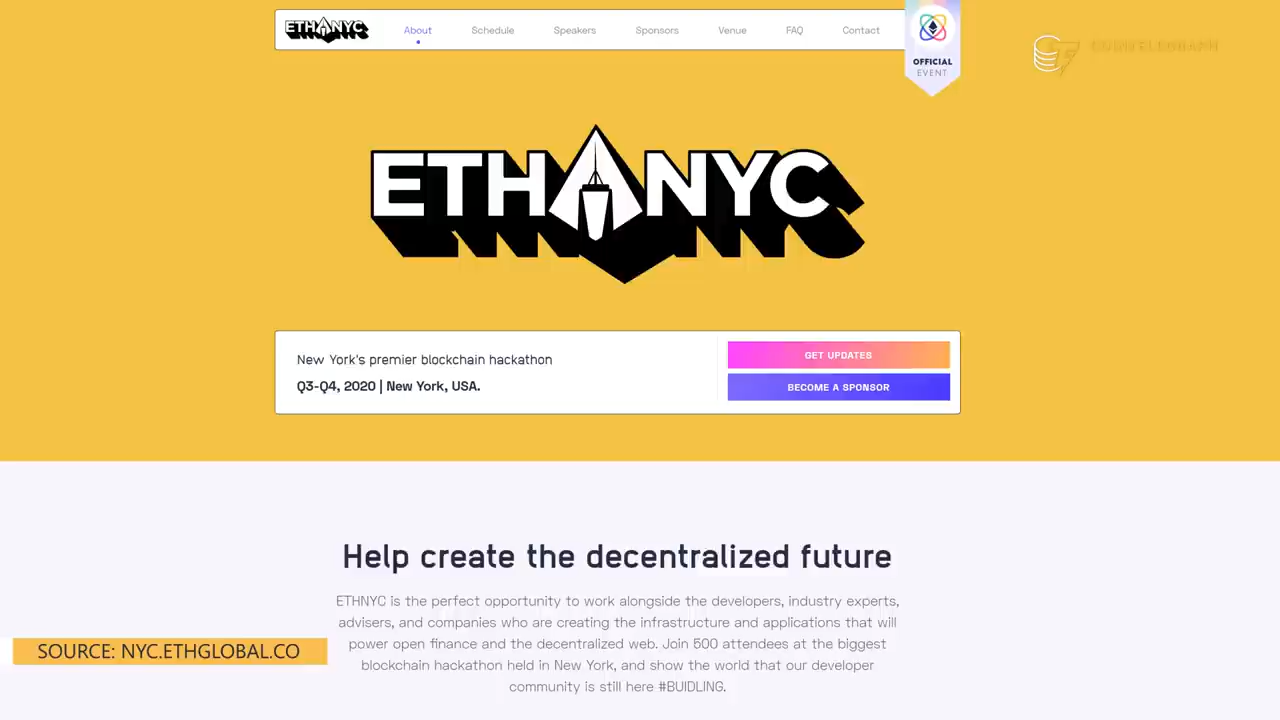 ETHNYC
About
Schedule
Speakers
Sponsors
Venue
FAQ
Contact
OFFICIAL
EVENT
COINTELEGRAPH
ETHNYC
New York's premier blockchain hackathon
Q3-Q4, 2020 | New York, USA.
GET UPDATES
BECOME A SPONSOR
Help create the decentralized future
ETHNYC is the perfect opportunity to work alongside the developers, industry experts,
advisers, and companies who are creating the infrastructure and applications that will
power open finance and the decentralized web. Join 500 attendees at the biggest
blockchain hackathon held in New York, and show the world that our developer
community is still here #BUIDLING.
SOURCE: NYC.ETHGLOBAL.CO